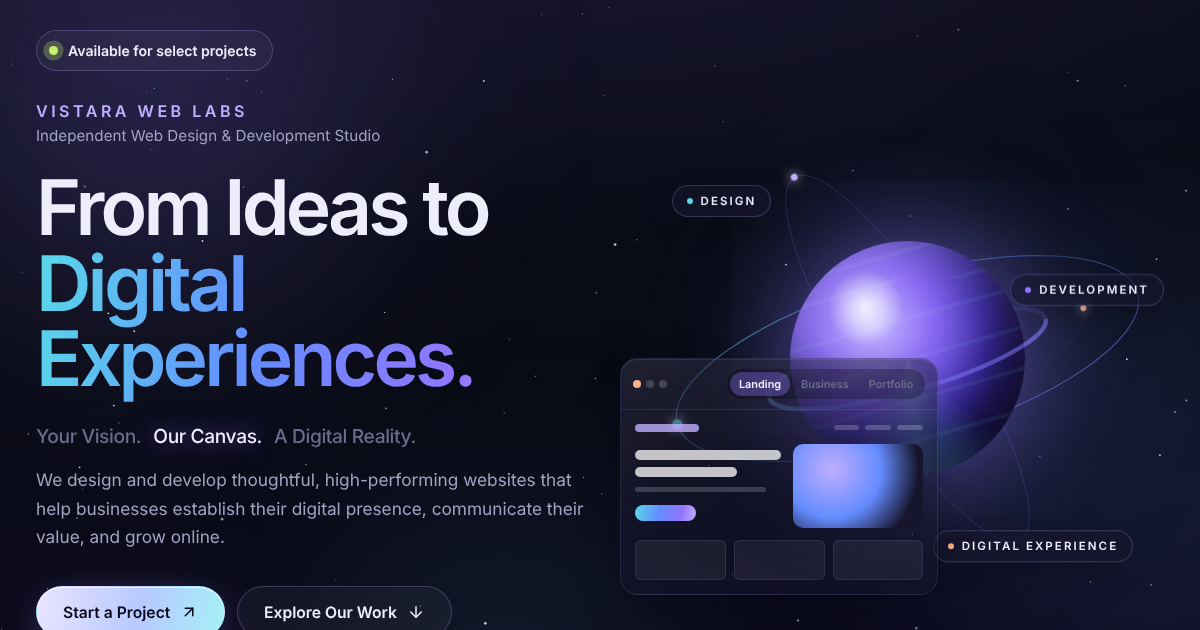 Available for select projects
VISTARA WEB LABS
Independent Web Design & Development Studio
From Ideas to
Digital
Experiences.
Your Vision. Our Canvas. A Digital Reality.
We design and develop thoughtful, high-performing websites that
help businesses establish their digital presence, communicate their
value, and grow online.
Start a Project
Explore Our Work
DESIGN
DEVELOPMENT
Landing Business Portfolio
DIGITAL EXPERIENCE